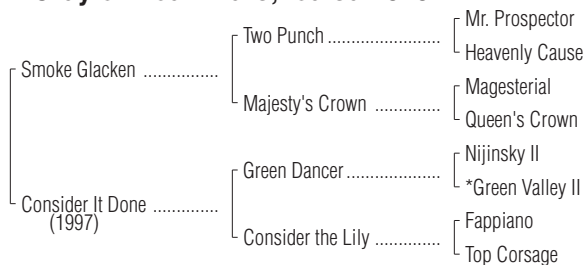 Mr. Prospector
Two Punch .....................
Heavenly Cause
Smoke Glacken ................
Magesterial
Majesty's Crown ..............
Queen's Crown
Nijinsky II
Green Dancer .................
*Green Valley II
Consider It Done ..............
(1997)
Fappiano
Consider the Lily ..............
Top Corsage